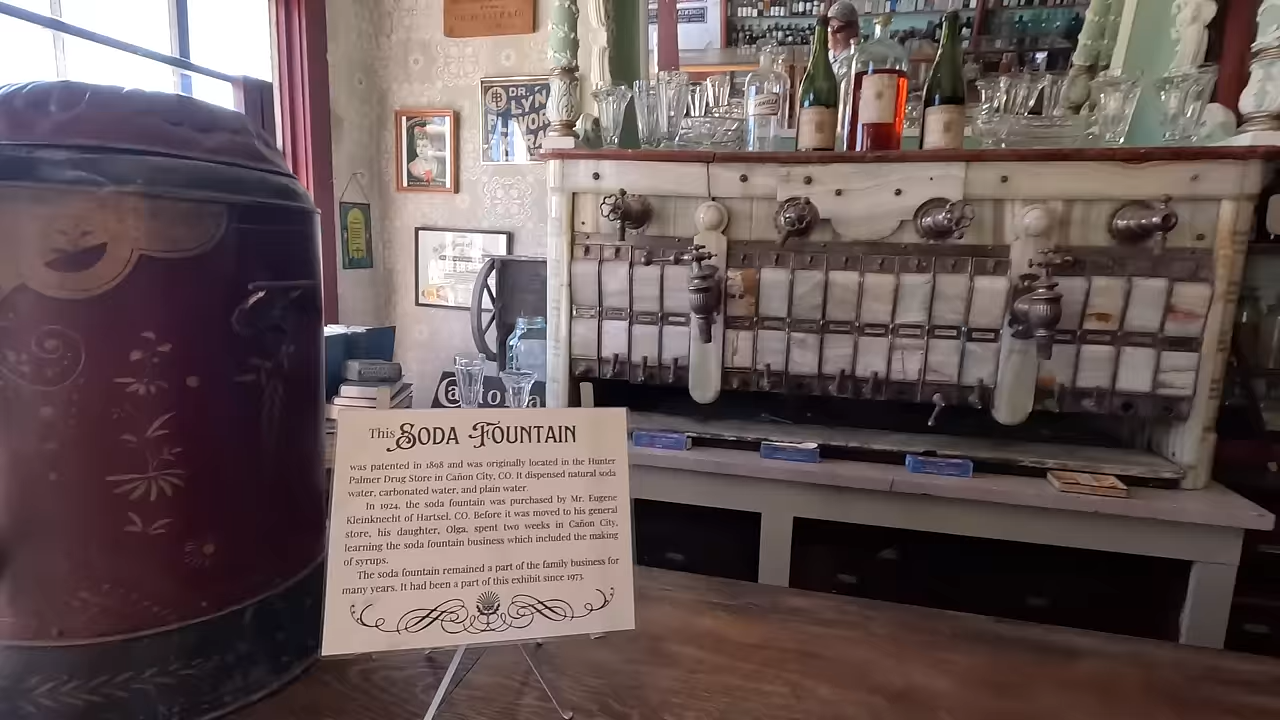 DR.
LYN
VANILLA
This SODA FOUNTAIN
was patented in 1898 and was originally located in the Hunter
Palmer Drug Store in Cañon City, CO. It dispensed natural soda
water, carbonated water, and plain water.
In 1924, the soda fountain was purchased by Mr. Eugene
Kleinknecht of Hartsel, CO. Before it was moved to his general
store, his daughter, Olga, spent two weeks in Cañon City,
learning the soda fountain business which included the making
of syrups.
The soda fountain remained a part of the family business for
many years. It had been a part of this exhibit since 1973.